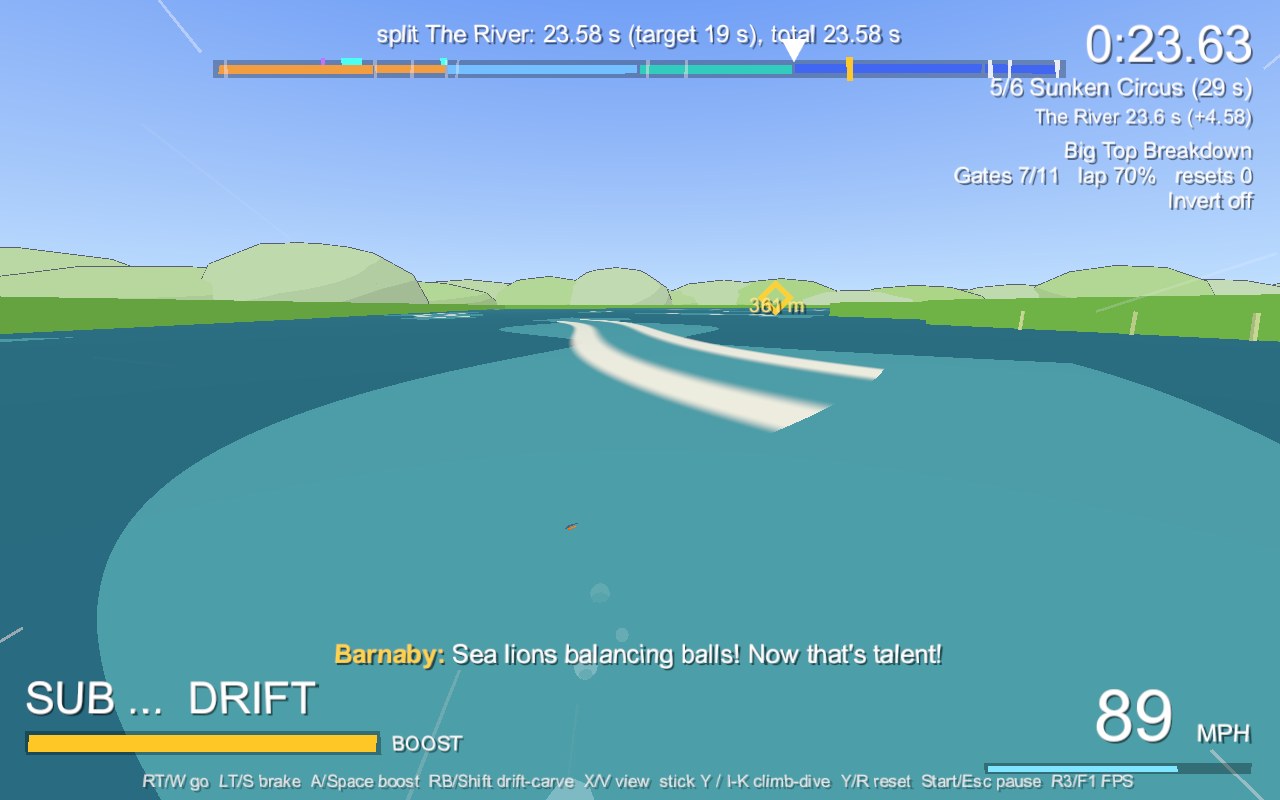 split The River: 23.58 s (target 19 s), total 23.58 s
0:23.63
5/6 Sunken Circus (29 s)
The River 23.6 s (+4.58)
Big Top Breakdown
Gates 7/11 lap 70% resets 0
Invert off
361 m
Barnaby: Sea lions balancing balls! Now that's talent!
SUB ... DRIFT
BOOST
89 MPH
RT/W go LT/S brake A/Space boost RB/Shift drift-carve X/V view stick Y / I-K climb-dive Y/R reset Start/Esc pause R3/F1 FPS